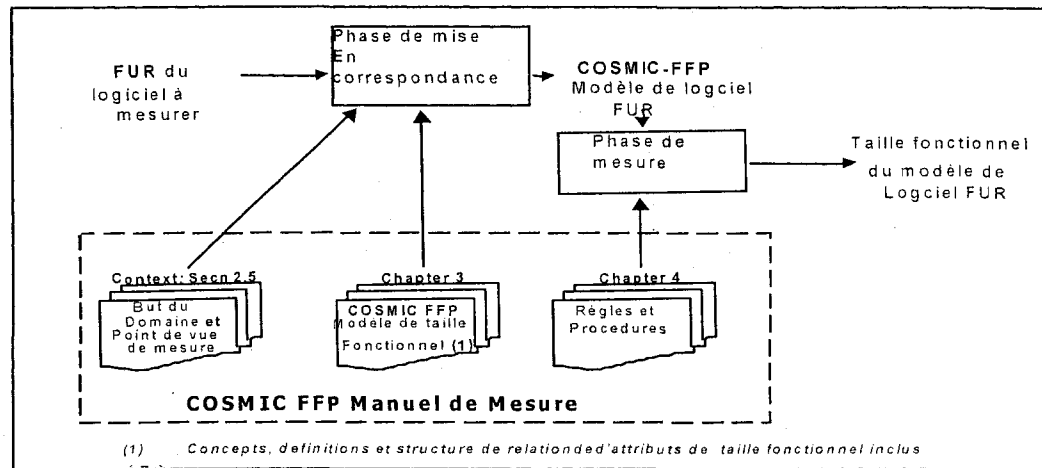 Phase de mise
En
correspondance
FUR du
logiciel à
mesurer
COSMIC-FFP
Modèle de logciel
FUR
Phase de
mesure
Taille fonctionnel
du modèle de
Logiciel FUR
Context: Secn 2.5
But du
Domaine et
Point de vue
de mesure
Chapter 3
COSMIC FFP
Modèle de taille
Fonctionnel (1)
Chapter 4
Règles et
Procedures
COSMIC FFP Manuel de Mesure
(1) Concepts, definitions et structure de relationded'attributs de taille fonctionnel inclus